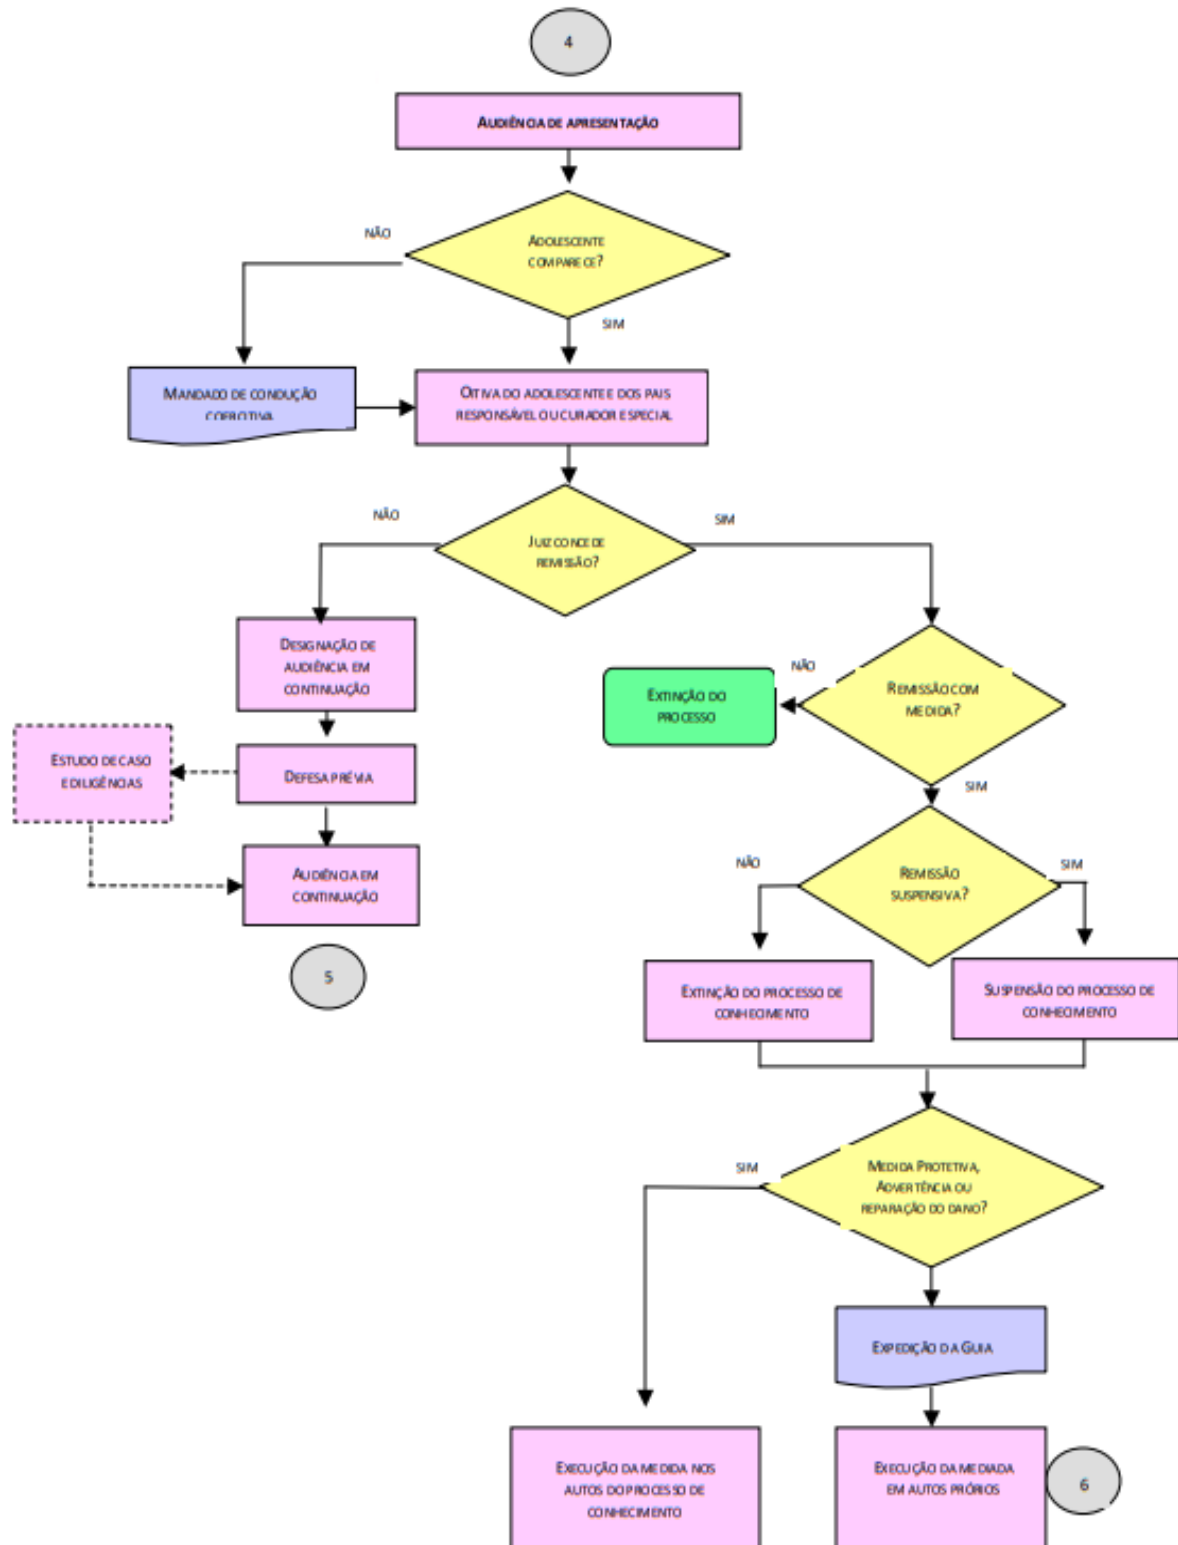 4
AUDIÊNCIA DE APRESENTAÇÃO
NÃO
ADOLESCENTE
COMPARECE?
SIM
MANDADO DE CONDUÇÃO
COERCITIVA
OITIVA DO ADOLESCENTE E DOS PAIS
RESPONSÁVEL OU CURADOR ESPECIAL
NÃO
SIM
JUIZ CONCEDE
REMISSÃO?
DESIGNAÇÃO DE
AUDIÊNCIA EM
CONTINUAÇÃO
NÃO
EXTINÇÃO DO
PROCESSO
REMISSÃO COM
MEDIDA?
ESTUDO DE CASO
E DILIGÊNCIAS
DEFESA PRÉVIA
SIM
AUDIÊNCIA EM
CONTINUAÇÃO
NÃO
SIM
REMISSÃO
SUSPENSIVA?
5
EXTINÇÃO DO PROCESSO DE
CONHECIMENTO
SUSPENSÃO DO PROCESSO DE
CONHECIMENTO
SIM
MEDIDA PROTETIVA,
ADVERTÊNCIA OU
REPARAÇÃO DO DANO?
EXPEDIÇÃO DA GUIA
EXECUÇÃO DA MEDIDA NOS
AUTOS DO PROCESSO DE
CONHECIMENTO
EXECUÇÃO DA MEDIADA
EM AUTOS PRÓRIOS
6